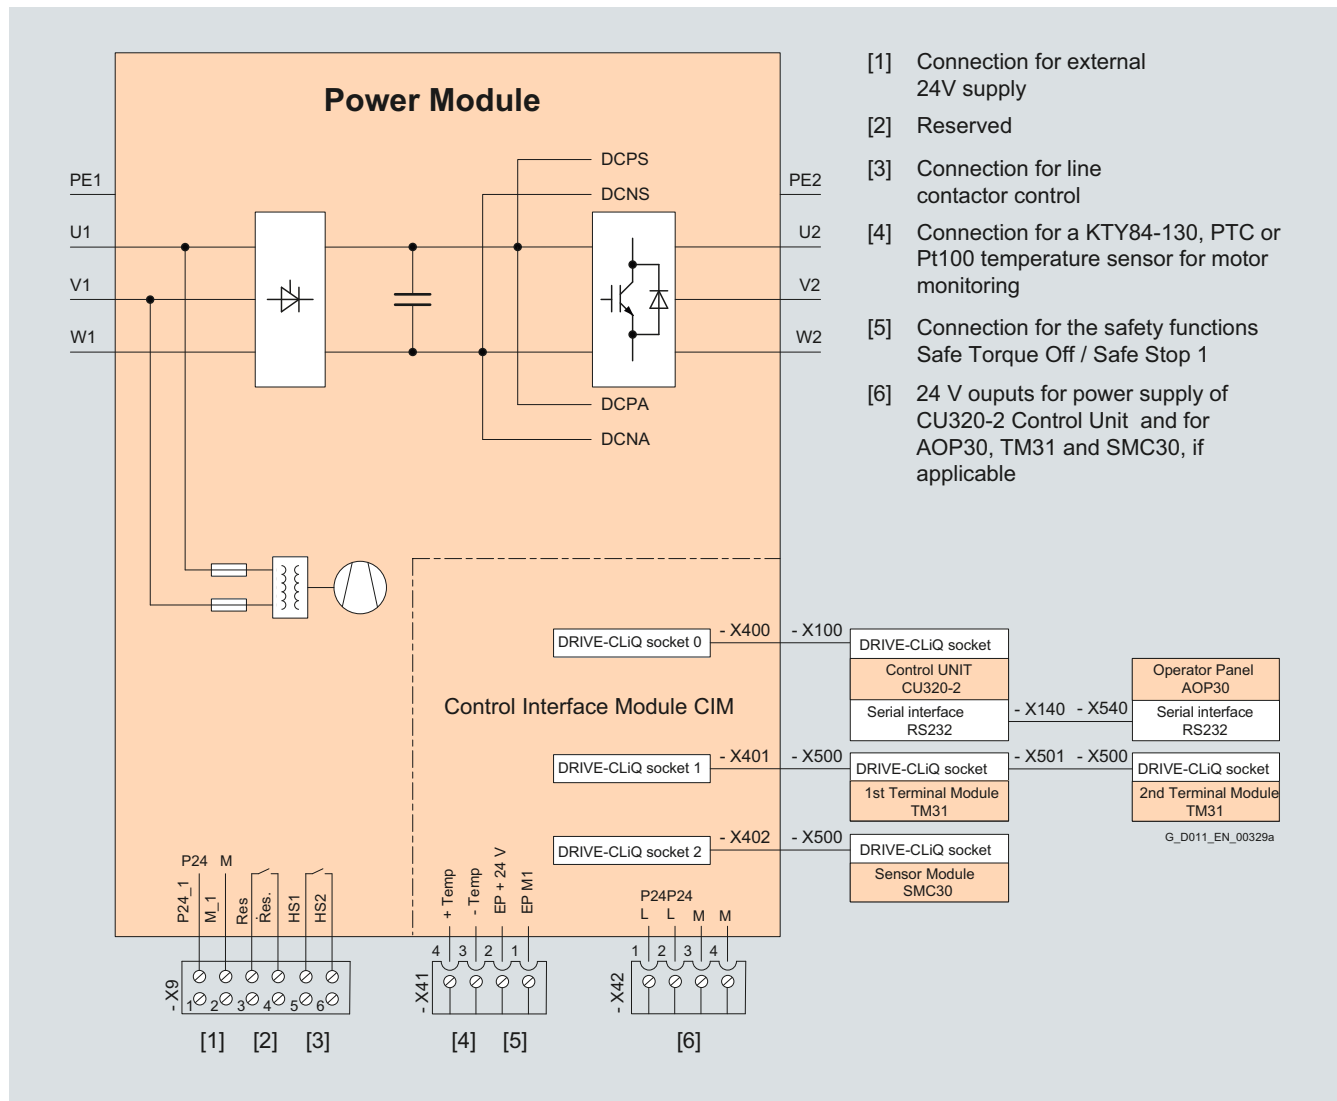 Power Module
PE1
U1
V1
W1
DCPS
DCNS
DCPA
DCNA
PE2
U2
V2
W2
[1] Connection for external
24V supply
[2] Reserved
[3] Connection for line
contactor control
[4] Connection for a KTY84-130, PTC or
Pt100 temperature sensor for motor
monitoring
[5] Connection for the safety functions
Safe Torque Off / Safe Stop 1
[6] 24 V ouputs for power supply of
CU320-2 Control Unit and for
AOP30, TM31 and SMC30, if
applicable
Control Interface Module CIM
DRIVE-CLiQ socket 0
- X400
- X100
DRIVE-CLiQ socket
Control UNIT
CU320-2
Serial interface
RS232
- X140
- X540
Operator Panel
AOP30
Serial interface
RS232
DRIVE-CLiQ socket 1
- X401
- X500
DRIVE-CLiQ socket
1st Terminal Module
TM31
- X501
- X500
DRIVE-CLiQ socket
2nd Terminal Module
TM31
G_D011_EN_00329a
DRIVE-CLiQ socket 2
- X402
- X500
DRIVE-CLiQ socket
Sensor Module
SMC30
P24 M
P24_1
M_1
Res
Res.
HS1
HS2
- X9
1 2 3 4 5 6
[1] [2] [3]
+ Temp
- Temp
EP + 24 V
EP M1
4 3 2 1
- X41
[4] [5]
P24 P24
L L M M
1 2 3 4
- X42
[6]